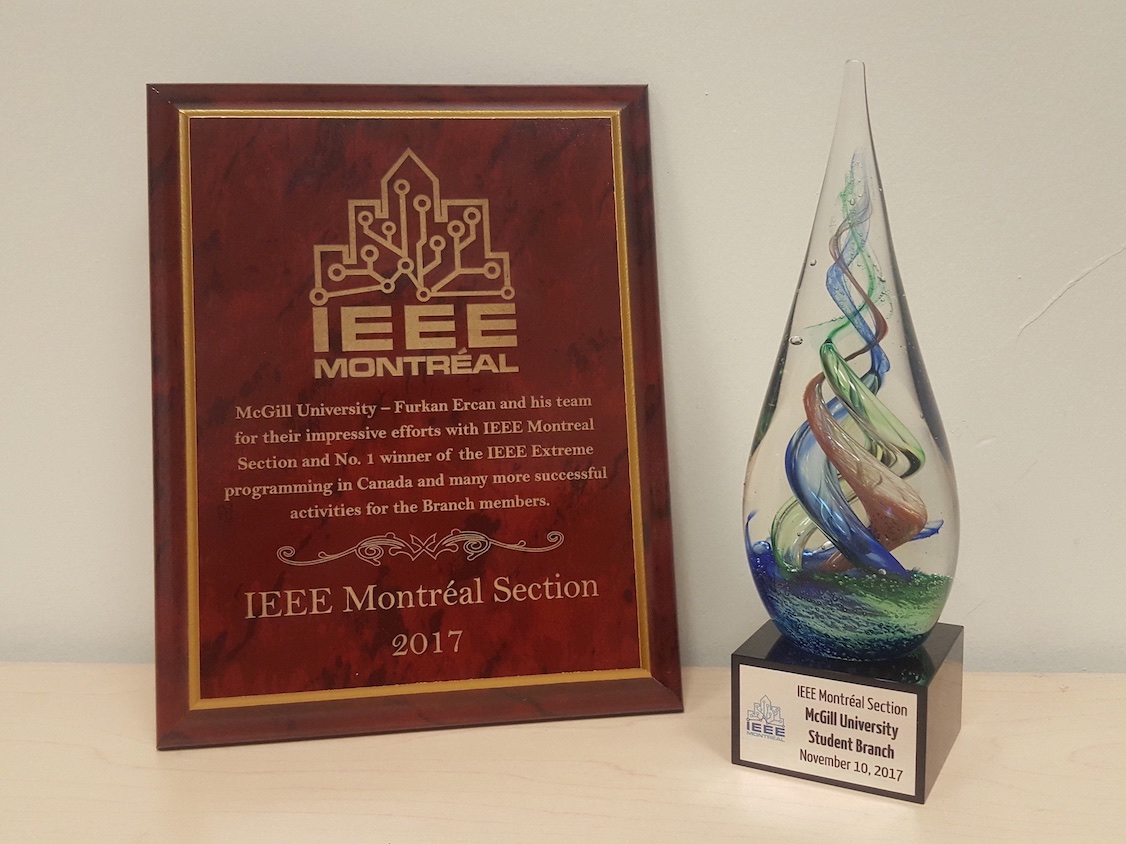 IEEE
MONTRÉAL
McGill University – Furkan Ercan and his team
for their impressive efforts with IEEE Montreal
Section and No. 1 winner of the IEEE Extreme
programming in Canada and many more successful
activities for the Branch members.
IEEE Montréal Section
2017
IEEE
MONTRÉAL
IEEE Montréal Section
McGill University
Student Branch
November 10, 2017